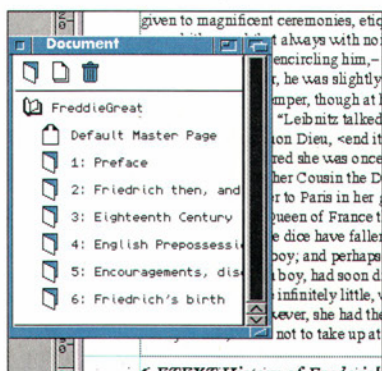 given to magnificent ceremonies, etiq
Document
that always with no
encircling him,–
, he was slightly
mper, though at
"Leibnitz talked
on Dieu, <end it
red she was once
her Cousin the D
r to Paris in her
Queen of France t
e dice have faller
boy; and perhaps
boy, had soon d
infinitely little,
ever, she had the
not to take up at
FreddieGreat
Default Master Page
1: Preface
2: Friedrich then, and
3: Eighteenth Century
4: English Prepossessi
5: Encouragements, dis
6: Friedrich's birth